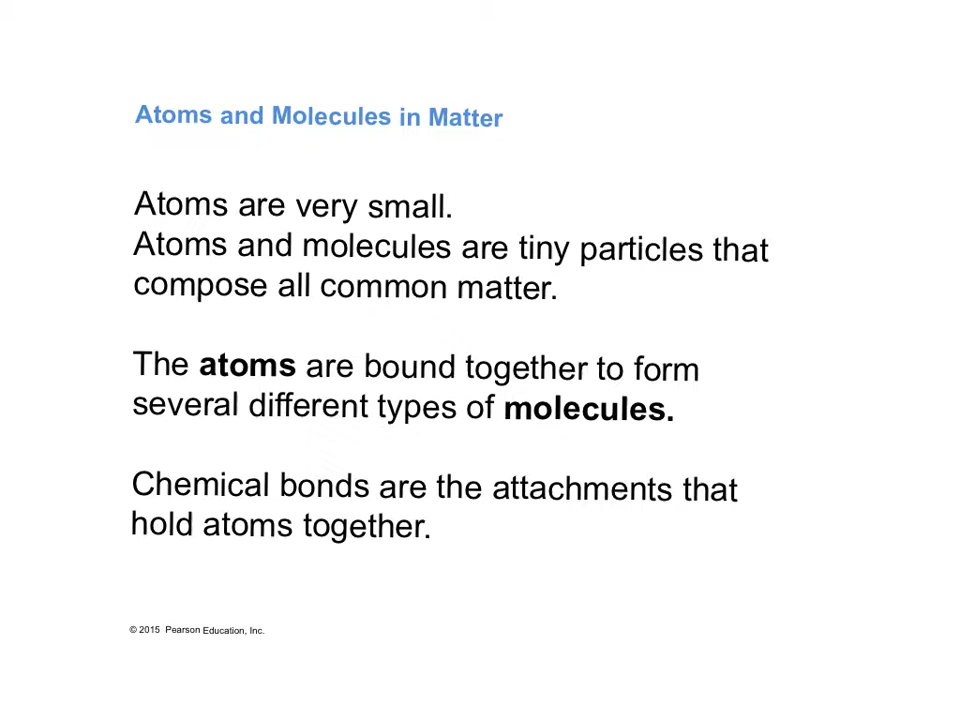 Atoms and Molecules in Matter
Atoms are very small.
Atoms and molecules are tiny particles that
compose all common matter.
The atoms are bound together to form
several different types of molecules.
Chemical bonds are the attachments that
hold atoms together.
© 2015 Pearson Education, Inc.